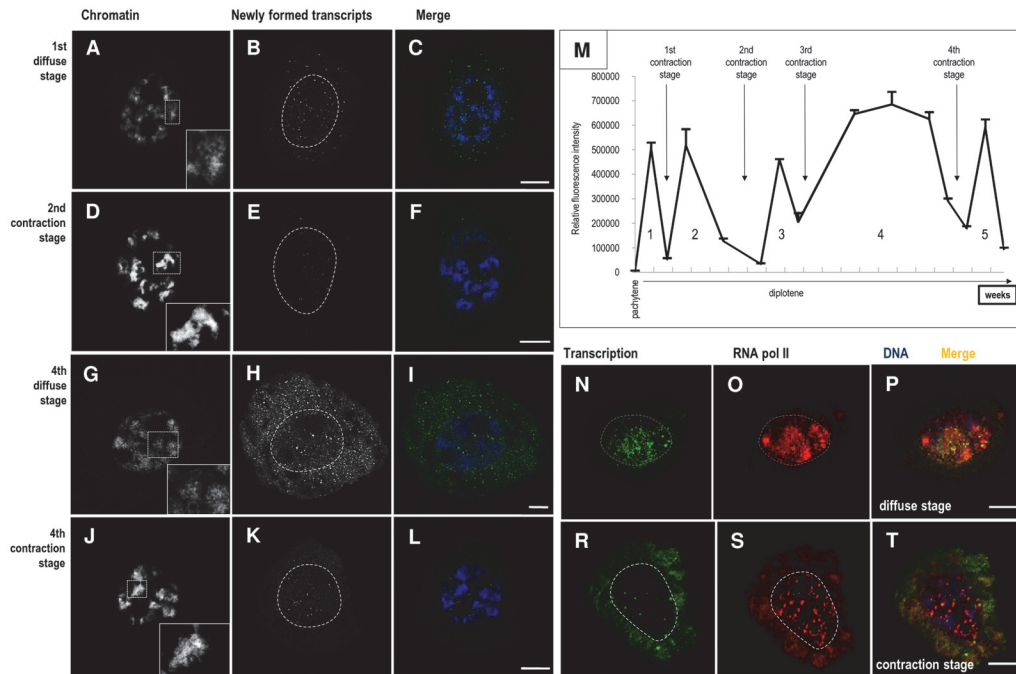 Chromatin
Newly formed transcripts
Merge
1st
diffuse
stage
A
B
C
2nd
contraction
stage
D
E
F
4th
diffuse
stage
G
H
I
4th
contraction
stage
J
K
L
M
1st
contraction
stage
2nd
contraction
stage
3rd
contraction
stage
4th
contraction
stage
Relative fluorescence intensity
800000
700000
600000
500000
400000
300000
200000
100000
0
1
2
3
4
5
pachytene
diplotene
weeks
Transcription
RNA pol II
DNA
Merge
N
O
P
diffuse stage
R
S
T
contraction stage